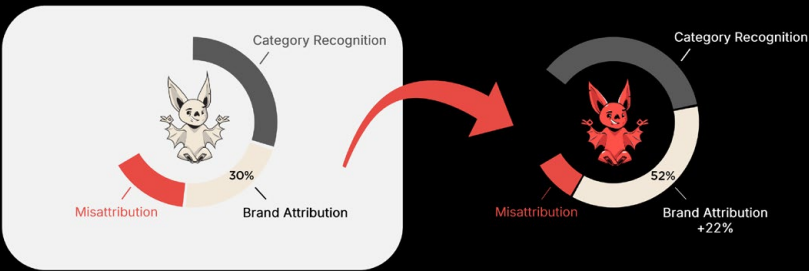 Category Recognition
30%
Misattribution
Brand Attribution
Category Recognition
52%
Misattribution
Brand Attribution
+22%